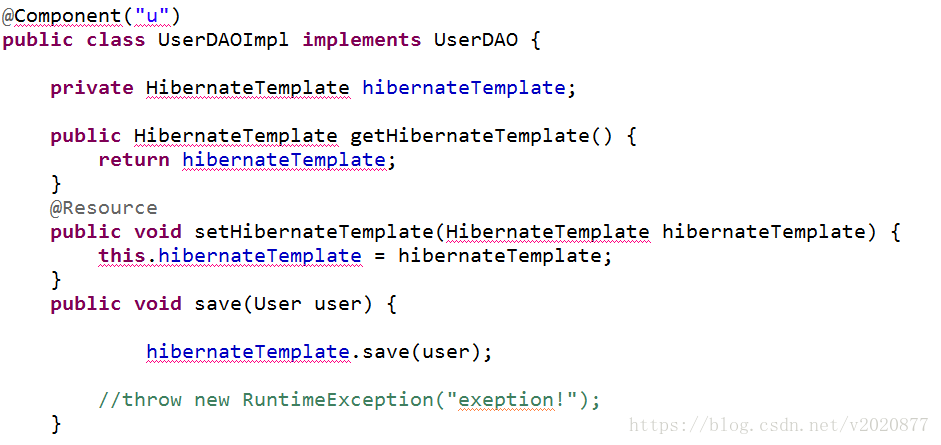 @Component("u")
public class UserDAOImpl implements UserDAO {
private HibernateTemplate hibernateTemplate;
public HibernateTemplate getHibernateTemplate() {
return hibernateTemplate;
}
@Resource
public void setHibernateTemplate(HibernateTemplate hibernateTemplate) {
this.hibernateTemplate = hibernateTemplate;
}
public void save(User user) {
hibernateTemplate.save(user);
//throw new RuntimeException("exeption!");
}
https://blog.csdn.net/v2020877